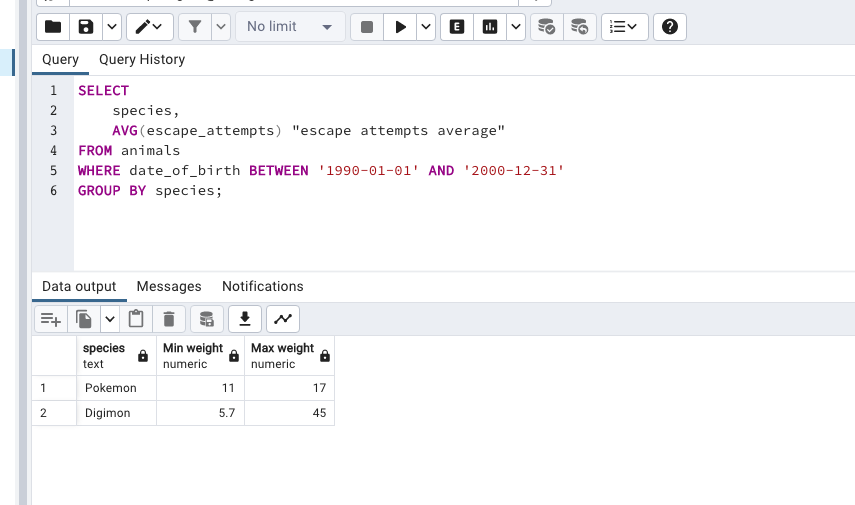 No limit
E
Query Query History
1 SELECT
2 species,
3 AVG(escape_attempts) "escape attempts average"
4 FROM animals
5 WHERE date_of_birth BETWEEN '1990-01-01' AND '2000-12-31'
6 GROUP BY species;
Data output Messages Notifications
species Min weight Max weight
text numeric numeric
1 Pokemon 11 17
2 Digimon 5.7 45